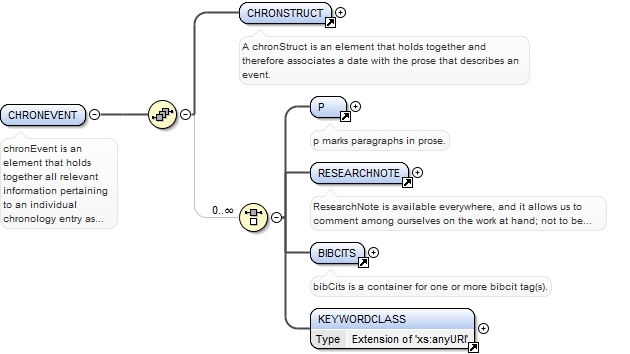 CHRONSTRUCT
A chronStruct is an element that holds together and
therefore associates a date with the prose that describes an
event.
CHRONEVENT
chronEvent is an
element that holds
together all relevant
information pertaining
to an individual
chronology entry as...
P
p marks paragraphs in prose.
RESEARCHNOTE
ResearchNote is available everywhere, and it allows us to
comment among ourselves on the work at hand; not to be...
0..∞
BIBCITS
bibCits is a container for one or more bibcit tag(s).
KEYWORDCLASS
Type Extension of 'xs:anyURI'